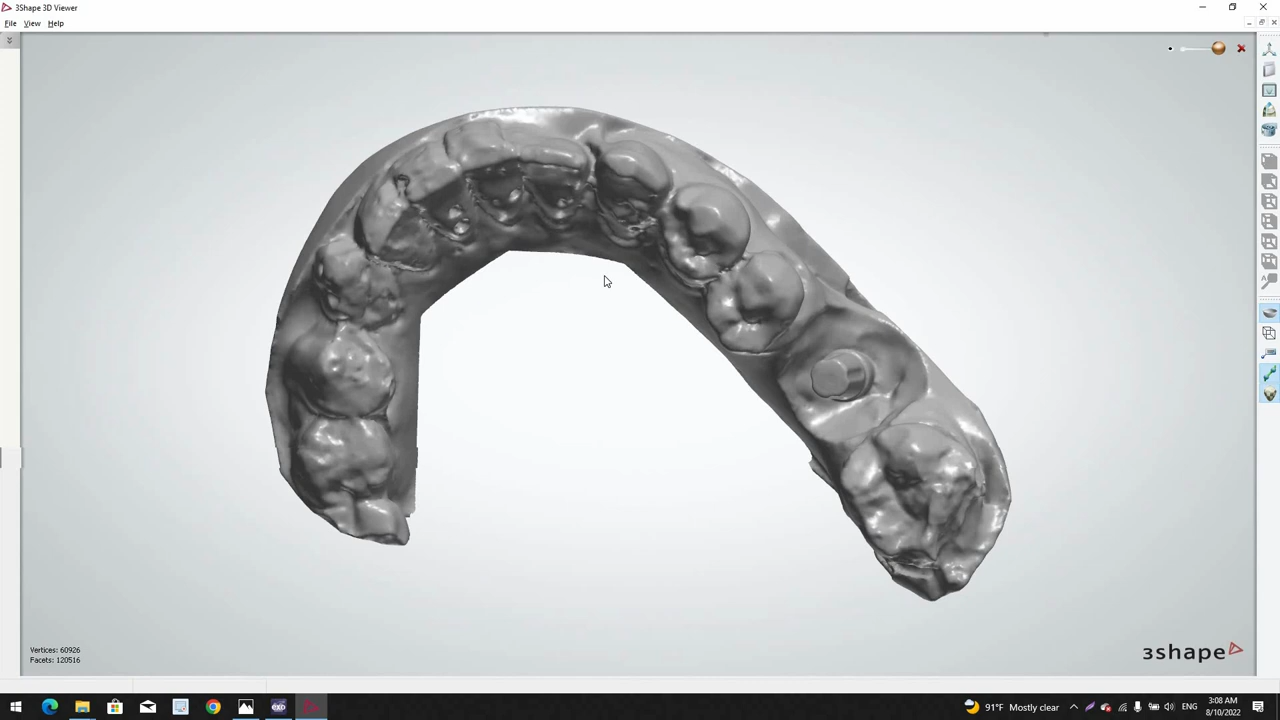 3Shape 3D Viewer
File View Help
Vertices: 60926
Facets: 120516
3shape
exo
91°F Mostly clear
ENG
3:08 AM
8/10/2022